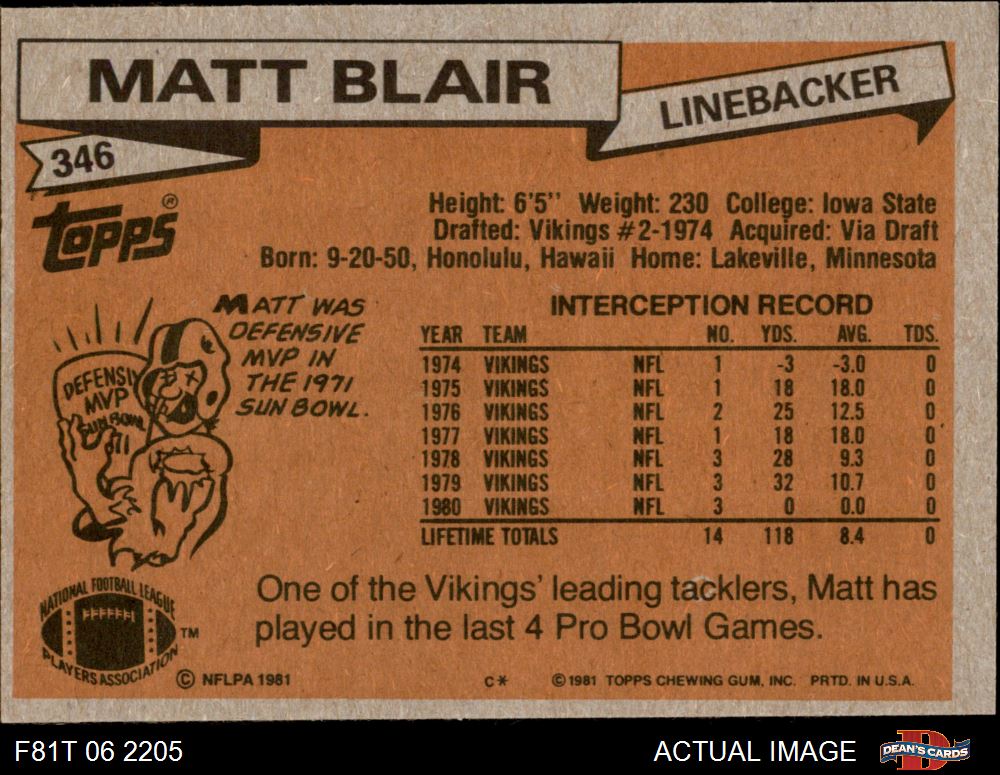 MATT BLAIR
LINEBACKER
346
TOPPS®
Height: 6'5'' Weight: 230 College: Iowa State
Drafted: Vikings #2-1974 Acquired: Via Draft
Born: 9-20-50, Honolulu, Hawaii Home: Lakeville, Minnesota
MATT WAS
DEFENSIVE
MVP IN
THE 1971
SUN BOWL.
DEFENSI
MVP
SUN BOWL
'71
INTERCEPTION RECORD
YEAR TEAM NO. YDS. AVG. TDS.
1974 VIKINGS NFL 1 -3 -3.0 0
1975 VIKINGS NFL 1 18 18.0 0
1976 VIKINGS NFL 2 25 12.5 0
1977 VIKINGS NFL 1 18 18.0 0
1978 VIKINGS NFL 3 28 9.3 0
1979 VIKINGS NFL 3 32 10.7 0
1980 VIKINGS NFL 3 0 0.0 0
LIFETIME TOTALS 14 118 8.4 0
One of the Vikings' leading tacklers, Matt has
played in the last 4 Pro Bowl Games.
NATIONAL FOOTBALL LEAGUE
PLAYERS ASSOCIATION TM
© NFLPA 1981
C* © 1981 TOPPS CHEWING GUM, INC. PRTD. IN U.S.A.
F81T 06 2205
ACTUAL IMAGE
DEAN'S CARDS